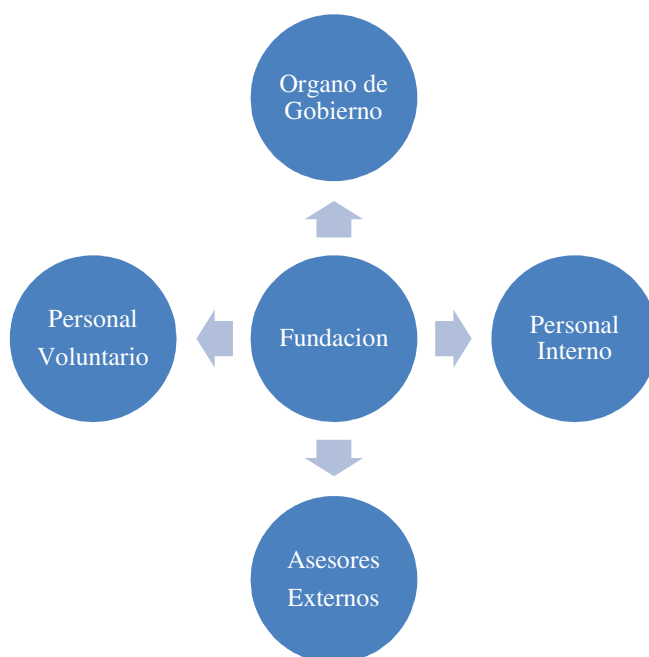 Organo de
Gobierno
Personal
Voluntario
Fundacion
Personal
Interno
Asesores
Externos